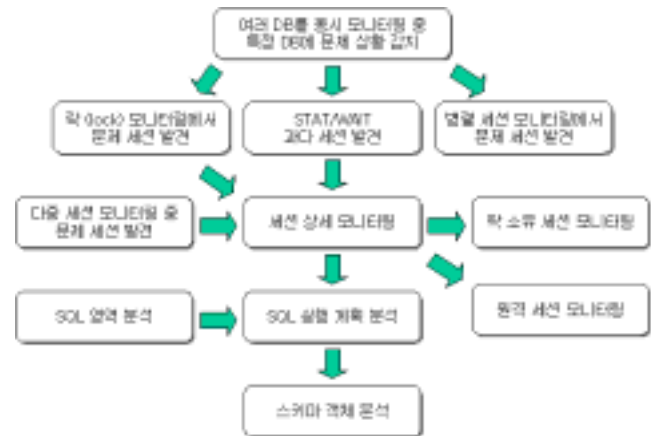 여러 DB를 동시 모니터링 중
특정 DB에 문제 상황 감지
락 (lock) 모니터링에서
문제 세션 발견
STAT/WAIT
과다 세션 발견
병렬 세션 모니터링에서
문제 세션 발견
다중 세션 모니터링 중
문제 세션 발견
세션 상세 모니터링
락 소유 세션 모니터링
SQL 영역 분석
SQL 실행 계획 분석
원격 세션 모니터링
스키마 객체 분석